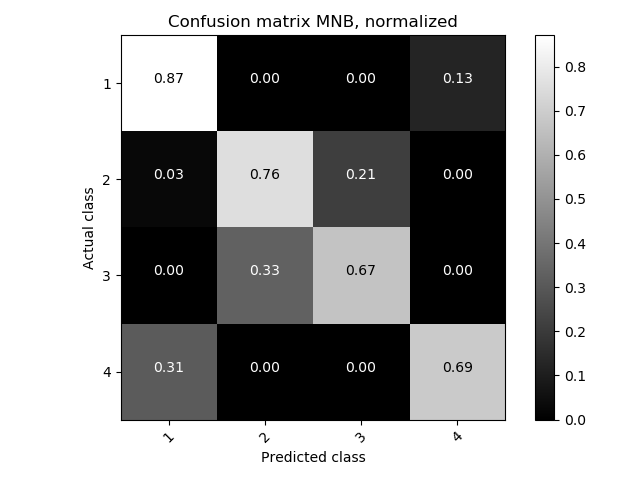 Confusion matrix MNB, normalized
Actual class
1 0.87 0.00 0.00 0.13
2 0.03 0.76 0.21 0.00
3 0.00 0.33 0.67 0.00
4 0.31 0.00 0.00 0.69
1 2 3 4
Predicted class
0.8
0.7
0.6
0.5
0.4
0.3
0.2
0.1
0.0